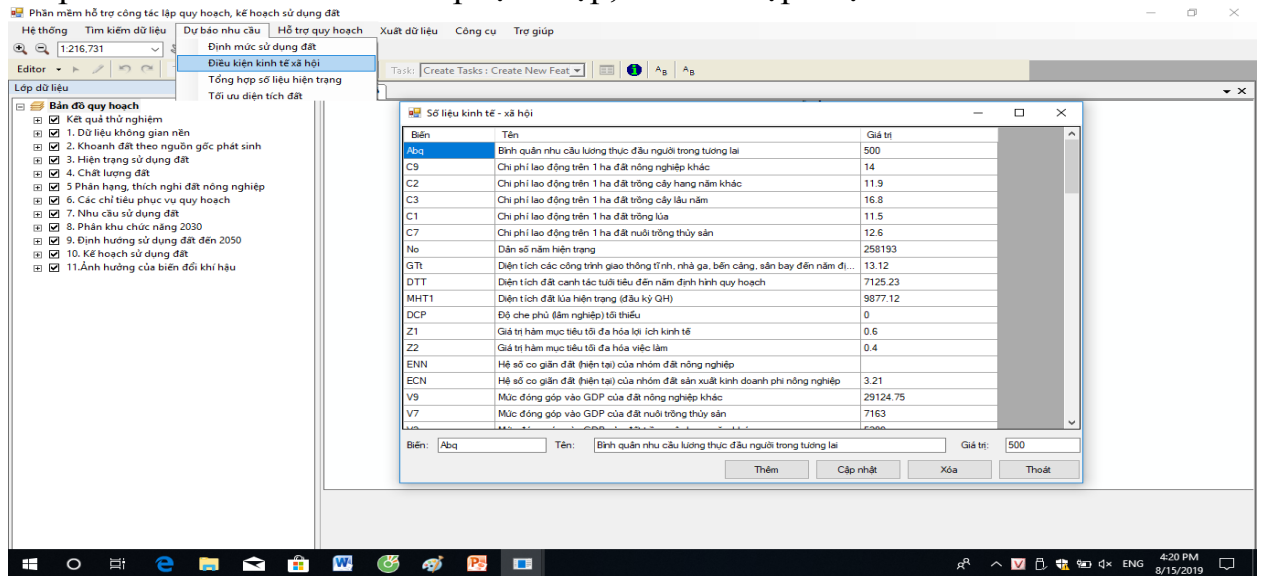 Phần mềm hỗ trợ công tác lập quy hoạch, kế hoạch sử dụng đất
Hệ thống Tìm kiếm dữ liệu Dự báo nhu cầu Hỗ trợ quy hoạch Xuất dữ liệu Công cụ Trợ giúp
1:216,731
Định mức sử dụng đất
Điều kiện kinh tế xã hội
Tổng hợp số liệu hiện trạng
Tối ưu diện tích đất
Editor
Task: Create Tasks : Create New Feat
Lớp dữ liệu
Bản đồ quy hoạch
Kết quả thử nghiệm
1. Dữ liệu không gian nền
2. Khoanh đất theo nguồn gốc phát sinh
3. Hiện trạng sử dụng đất
4. Chất lượng đất
5 Phân hạng, thích nghi đất nông nghiệp
6. Các chỉ tiêu phục vụ quy hoạch
7. Nhu cầu sử dụng đất
8. Phân khu chức năng 2030
9. Định hướng sử dụng đất đến 2050
10. Kế hoạch sử dụng đất
11.Ảnh hưởng của biến đổi khí hậu
Số liệu kinh tế - xã hội
Biến Tên Giá trị
Abq Bình quân nhu cầu lương thực đầu người trong tương lai 500
C9 Chi phí lao động trên 1 ha đất nông nghiệp khác 14
C2 Chi phí lao động trên 1 ha đất trồng cây hang năm khác 11.9
C3 Chi phí lao động trên 1 ha đất trồng cây lâu năm 16.8
C1 Chi phí lao động trên 1 ha đất trồng lúa 11.5
C7 Chi phí lao động trên 1 ha đất nuôi trồng thủy sản 12.6
No Dân số năm hiện trạng 258193
GTt Diện tích các công trình giao thông tĩnh, nhà ga, bến cảng, sân bay đến năm đị... 13.12
DTT Diện tích đất canh tác tưới tiêu đến năm định hình quy hoạch 7125.23
MHT1 Diện tích đất lúa hiện trạng (đầu kỳ QH) 9877.12
DCP Độ che phủ (lâm nghiệp) tối thiểu 0
Z1 Giá trị hàm mục tiêu tối đa hóa lợi ích kinh tế 0.6
Z2 Giá trị hàm mục tiêu tối đa hóa việc làm 0.4
ENN Hệ số co giãn đất (hiện tại) của nhóm đất nông nghiệp
ECN Hệ số co giãn đất (hiện tại) của nhóm đất sản xuất kinh doanh phi nông nghiệp 3.21
V9 Mức đóng góp vào GDP của đất nông nghiệp khác 29124.75
V7 Mức đóng góp vào GDP của đất nuôi trồng thủy sản 7163
Biến: Abq Tên: Bình quân nhu cầu lương thực đầu người trong tương lai Giá trị: 500
Thêm Cập nhật Xóa Thoát
ENG
4:20 PM
8/15/2019